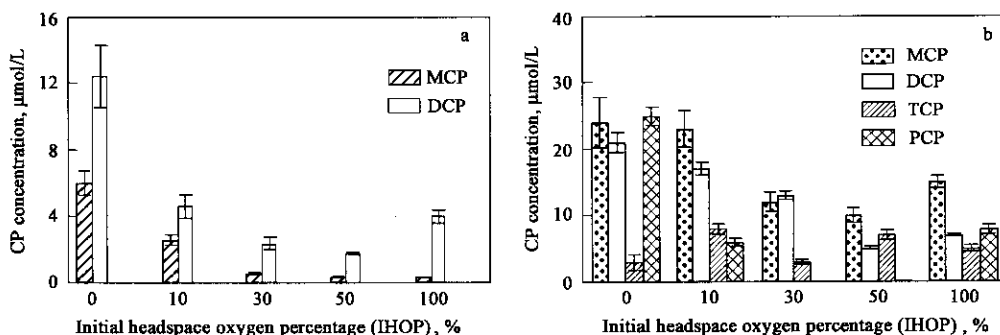 a
MCP
DCP
CP concentration, μmol/L
16
12
8
4
0
0 10 30 50 100
Initial headspace oxygen percentage (IHOP) , %
b
MCP
DCP
TCP
PCP
CP concentration, μmol/L
40
30
20
10
0
0 10 30 50 100
Initial headspace oxygen percentage (IHOP) , %